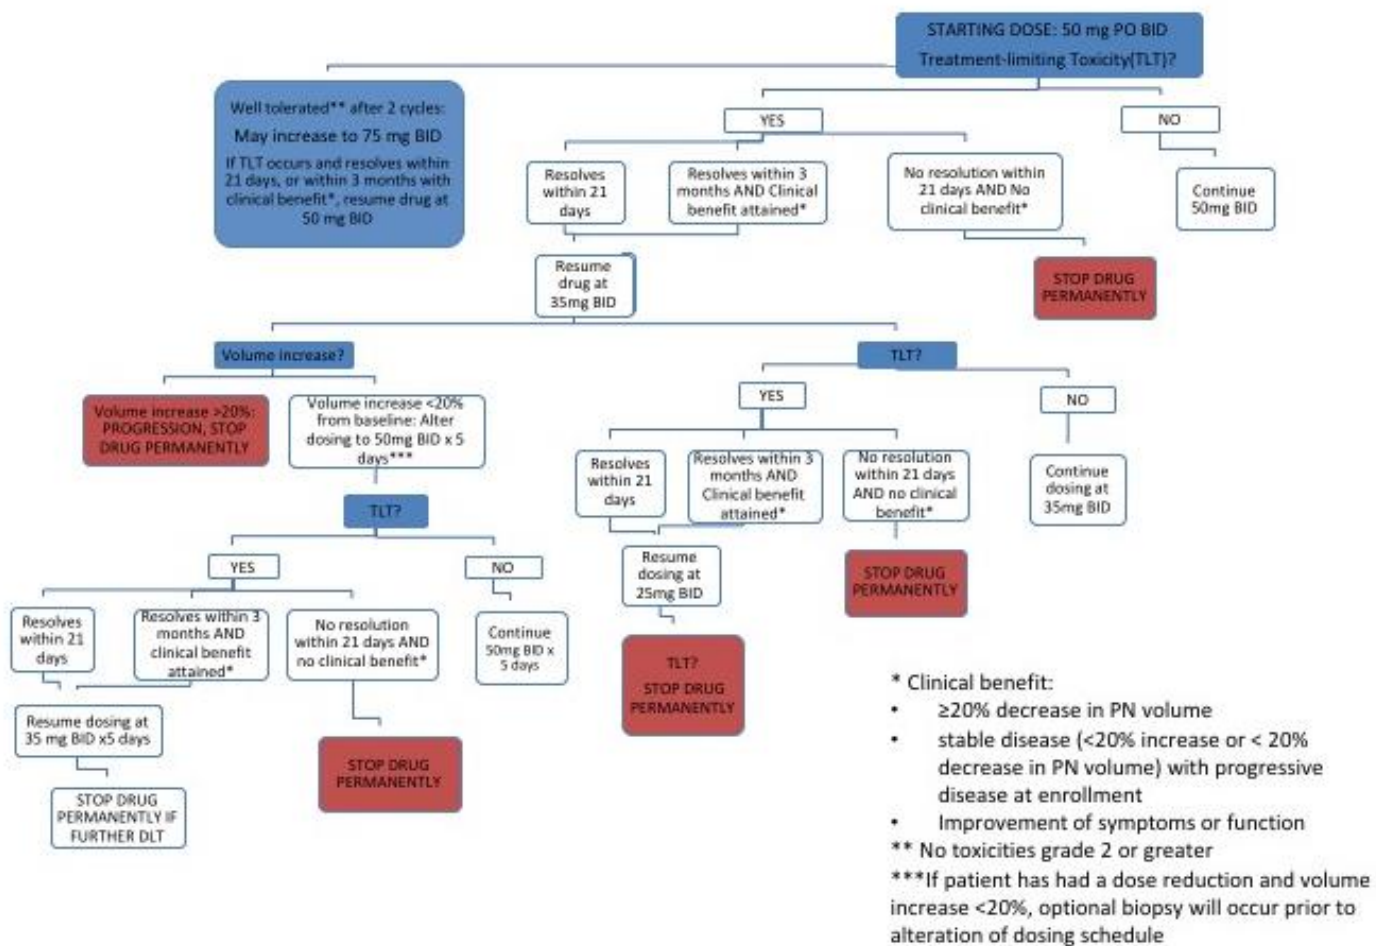 STARTING DOSE: 50 mg PO BID
Treatment-limiting Toxicity(TLT)?
Well tolerated** after 2 cycles:
May increase to 75 mg BID
If TLT occurs and resolves within
21 days, or within 3 months with
clinical benefit*, resume drug at
50 mg BID
YES
NO
Resolves
within 21
days
Resolves within 3
months AND Clinical
benefit attained*
No resolution within
21 days AND No
clinical benefit*
Continue
50mg BID
Resume
drug at
35mg BID
STOP DRUG
PERMANENTLY
Volume increase?
TLT?
Volume increase >20%:
PROGRESSION, STOP
DRUG PERMANENTLY
Volume increase <20%
from baseline: Alter
dosing to 50mg BID x 5
days***
YES
NO
Resolves
within 21
days
Resolves within 3
months AND
Clinical benefit
attained*
No resolution
within 21 days
AND no clinical
benefit*
Continue
dosing at
35mg BID
TLT?
YES
NO
Resume
dosing at
25mg BID
STOP DRUG
PERMANENTLY
Resolves
within 21
days
Resolves within 3
months AND
clinical benefit
attained*
No resolution
within 21 days AND
no clinical benefit*
Continue
50mg BID x
5 days
TLT?
STOP DRUG
PERMANENTLY
Resume dosing at
35 mg BID x5 days
STOP DRUG
PERMANENTLY
STOP DRUG
PERMANENTLY IF
FURTHER DLT
* Clinical benefit:
• ≥20% decrease in PN volume
• stable disease (<20% increase or < 20%
decrease in PN volume) with progressive
disease at enrollment
• Improvement of symptoms or function
** No toxicities grade 2 or greater
***If patient has had a dose reduction and volume
increase <20%, optional biopsy will occur prior to
alteration of dosing schedule